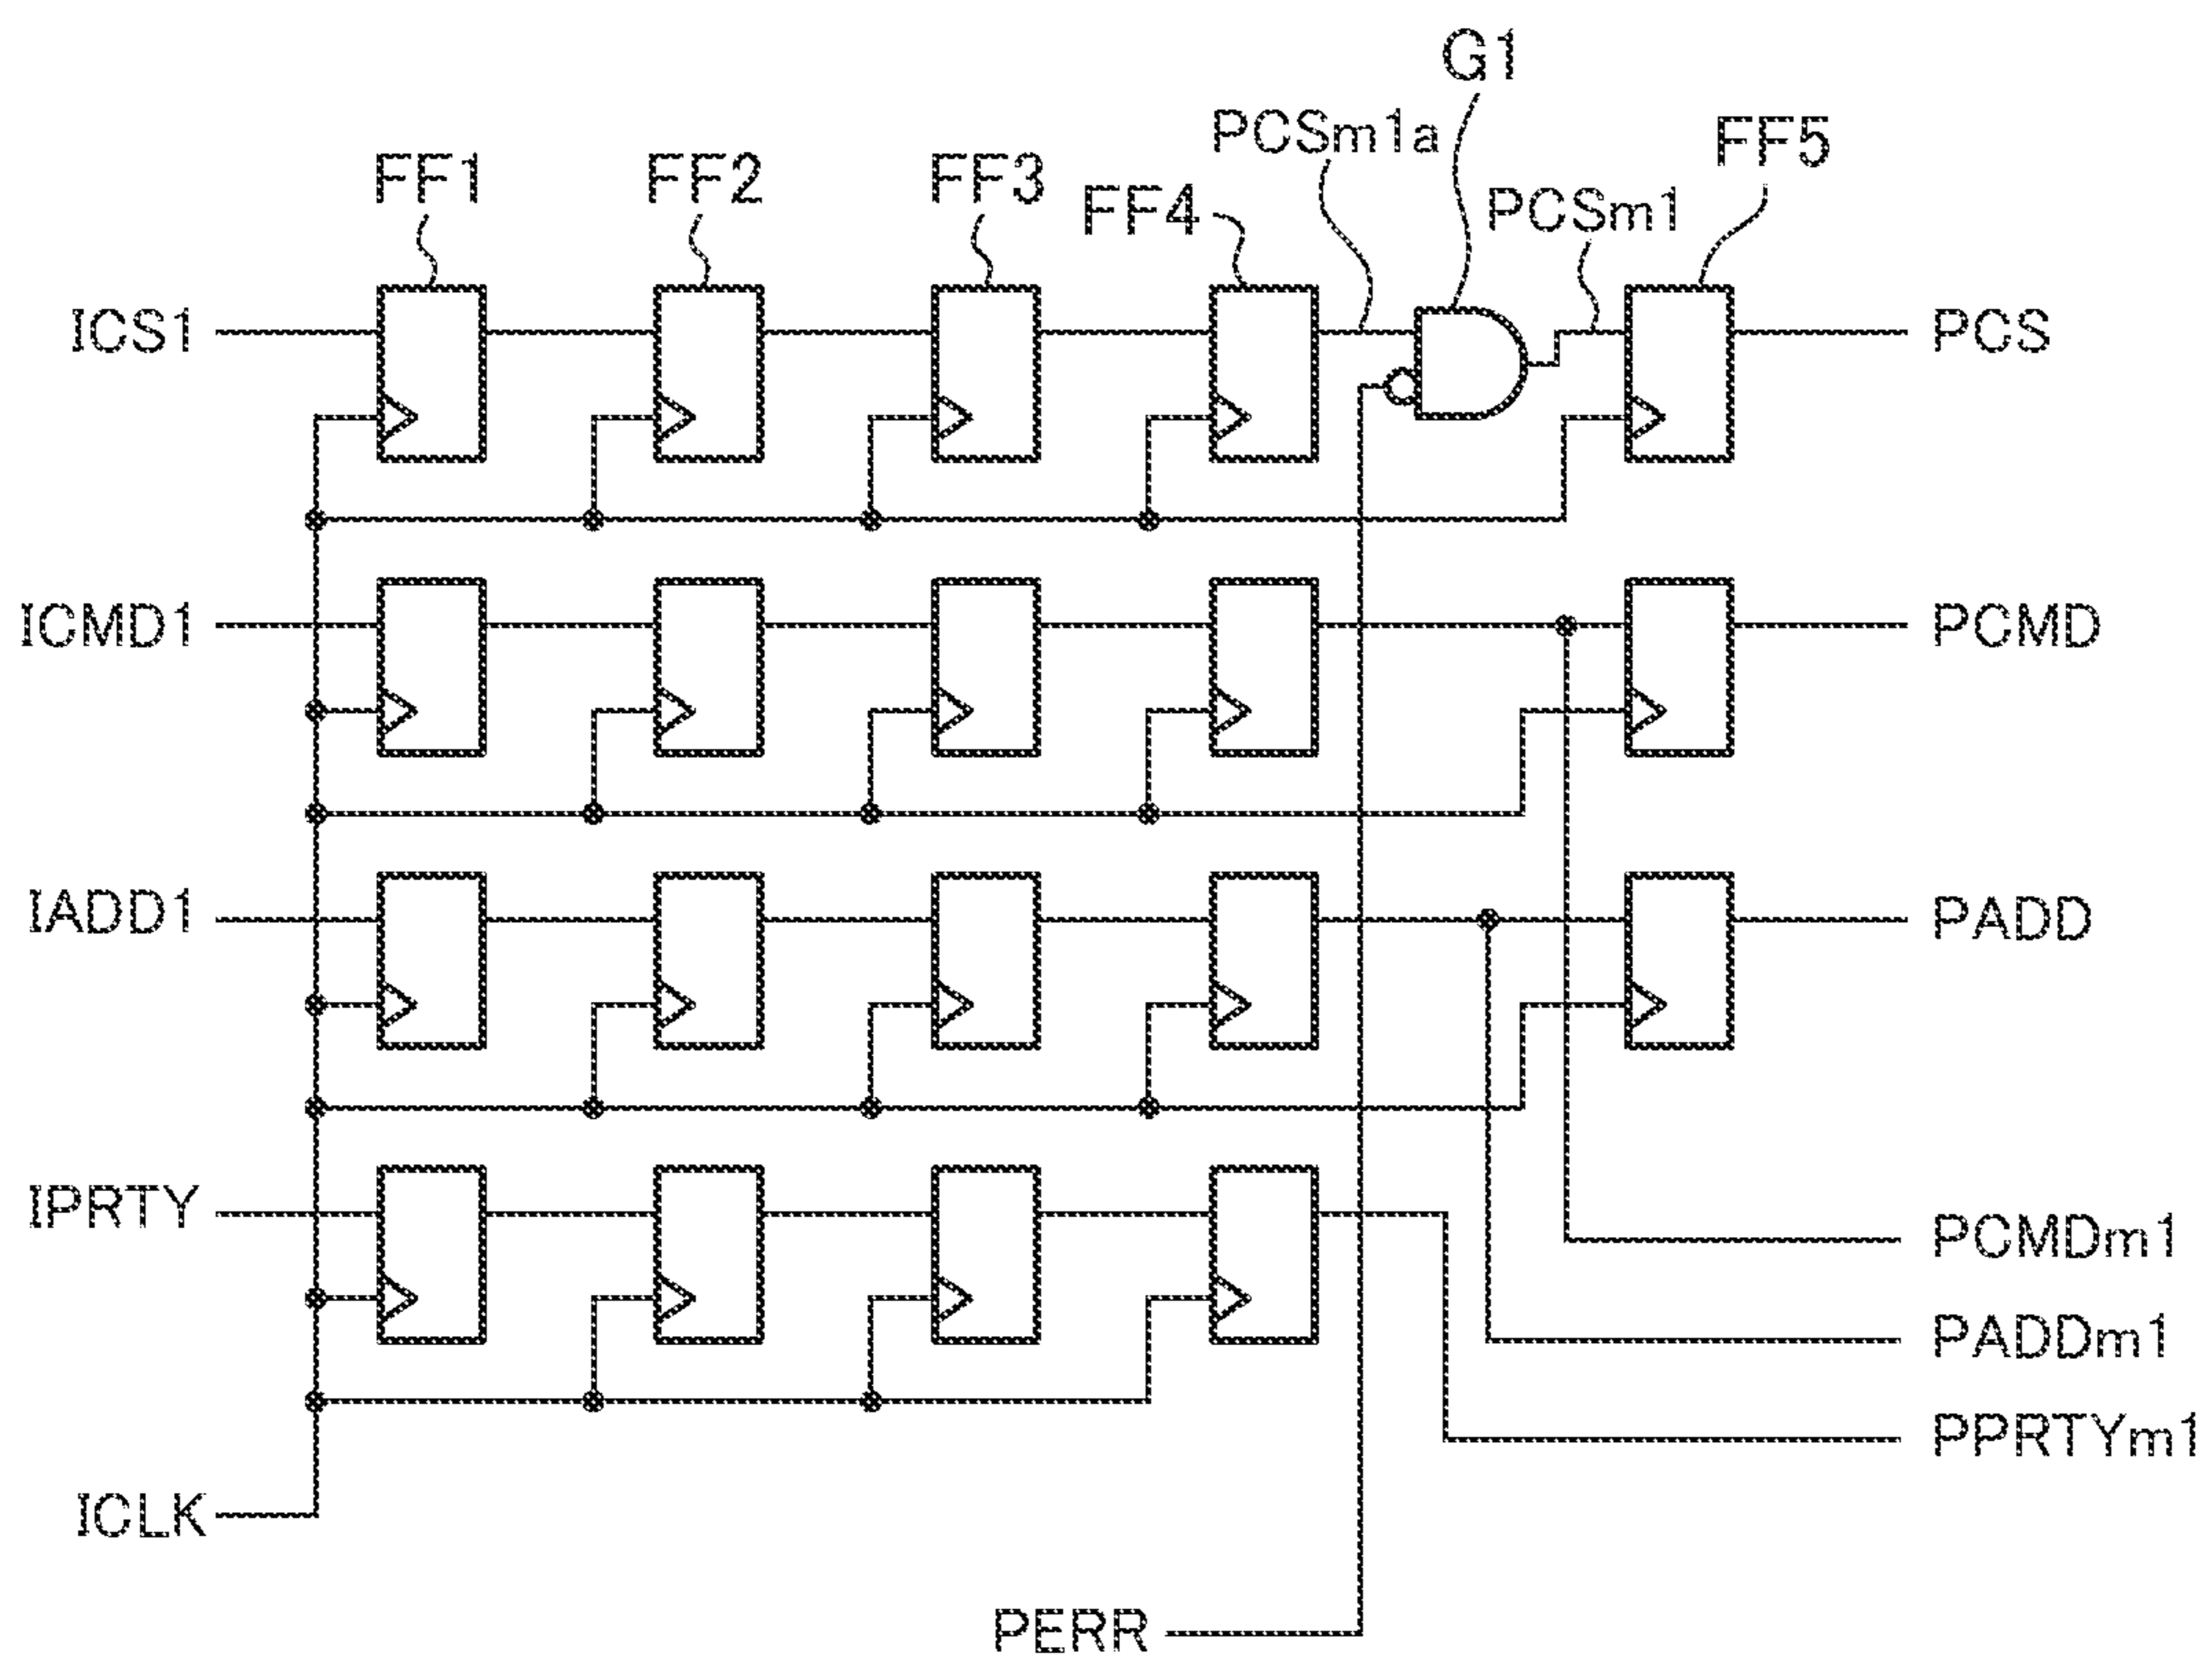 G1
PCSm1a
FF5
FF1
FF2
FF3
FF4
PCSm1
ICS1
PCS
ICMD1
PCMD
IADD1
PADD
IPRTY
PCMDm1
PADDm1
PPRTYm1
ICLK
PERR